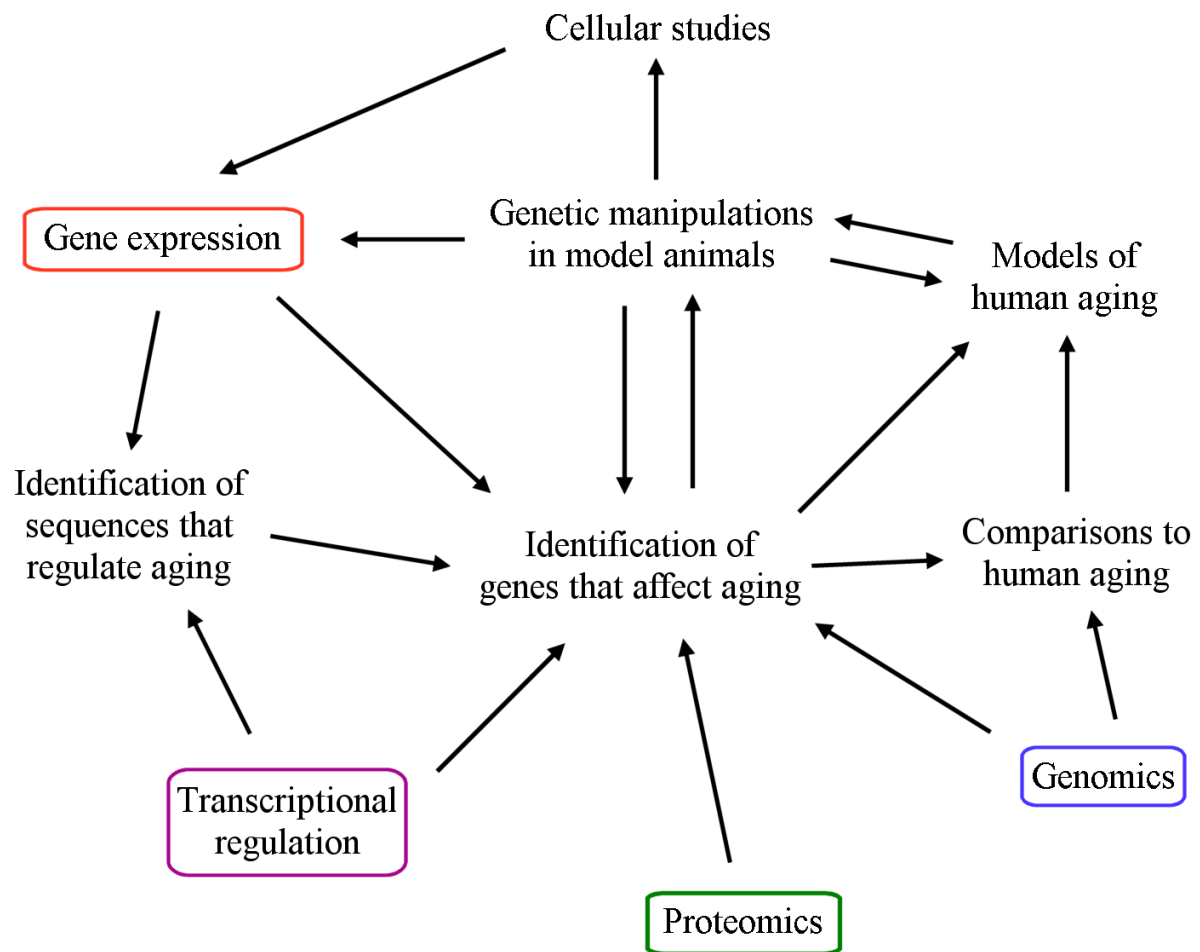 Cellular studies
Gene expression
Genetic manipulations
in model animals
Models of
human aging
Identification of
sequences that
regulate aging
Identification of
genes that affect aging
Comparisons to
human aging
Transcriptional
regulation
Genomics
Proteomics